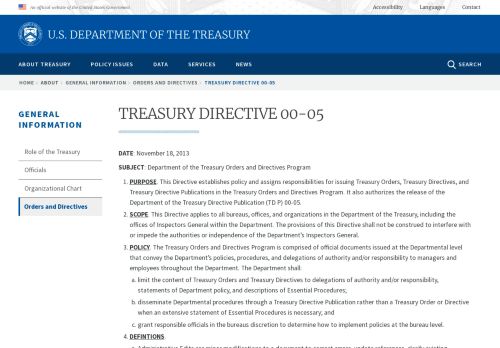 An official website of the United States Government
Accessibility Languages Contact
U.S. DEPARTMENT OF THE TREASURY
ABOUT TREASURY POLICY ISSUES DATA SERVICES NEWS SEARCH
HOME › ABOUT › GENERAL INFORMATION › ORDERS AND DIRECTIVES › TREASURY DIRECTIVE 00-05
GENERAL
INFORMATION
Role of the Treasury
Officials
Organizational Chart
Orders and Directives
TREASURY DIRECTIVE 00-05
DATE: November 18, 2013
SUBJECT: Department of the Treasury Orders and Directives Program
1. PURPOSE. This Directive establishes policy and assigns responsibilities for issuing Treasury Orders, Treasury Directives, and
Treasury Directive Publications in the Treasury Orders and Directives Program. It also authorizes the release of the
Department of the Treasury Directive Publication (TD P) 00-05.
2. SCOPE. This Directive applies to all bureaus, offices, and organizations in the Department of the Treasury, including the
offices of Inspectors General within the Department. The provisions of this Directive shall not be construed to interfere with
or impede the authorities or independence of the Department's Inspectors General.
3. POLICY. The Treasury Orders and Directives Program is comprised of official documents issued at the Departmental level
that convey the Department's policies, procedures, and delegations of authority and/or responsibility to managers and
employees throughout the Department. The Department shall:
a. limit the content of Treasury Orders and Treasury Directives to delegations of authority and/or responsibility,
statements of Department policy, and descriptions of Essential Procedures;
b. disseminate Departmental procedures through a Treasury Directive Publication rather than a Treasury Order or Directive
when an extensive statement of Essential Procedures is necessary; and
c. grant responsible officials in the bureaus discretion to determine how to implement policies at the bureau level.
4. DEFINTIONS.